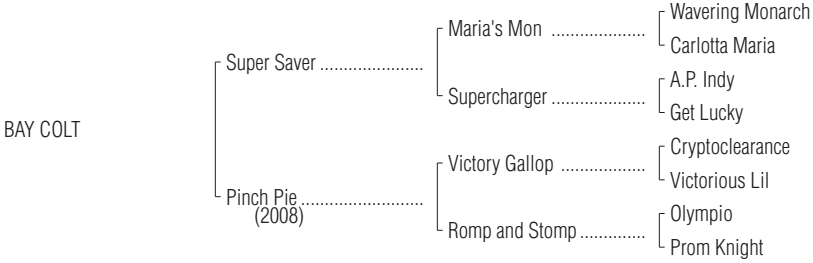 Wavering Monarch
Maria's Mon ....................
Carlotta Maria
Super Saver ......................
A.P. Indy
Supercharger ....................
Get Lucky
BAY COLT
Cryptoclearance
Victory Gallop ..................
Victorious Lil
Pinch Pie ..........................
(2008)
Olympio
Romp and Stomp ..............
Prom Knight